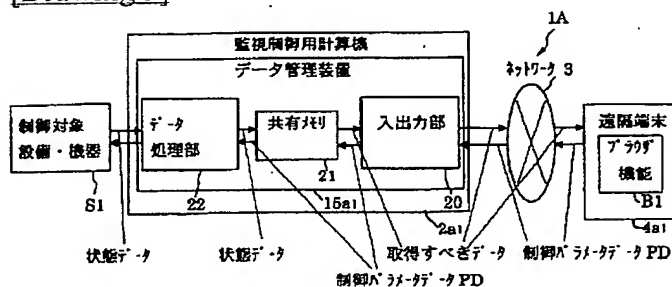 1A
監視制御用計算機
データ管理装置
ネットワーク 3
制御対象
設備・機器
データ
処理部
共有メモリ
入出力部
遠隔端末
ブラウザ
機能
S1
22
21
20
B1
15a1
2a1
4a1
状態データ
状態データ
取得すべきデータ
制御パラメータデータPD
制御パラメータデータPD